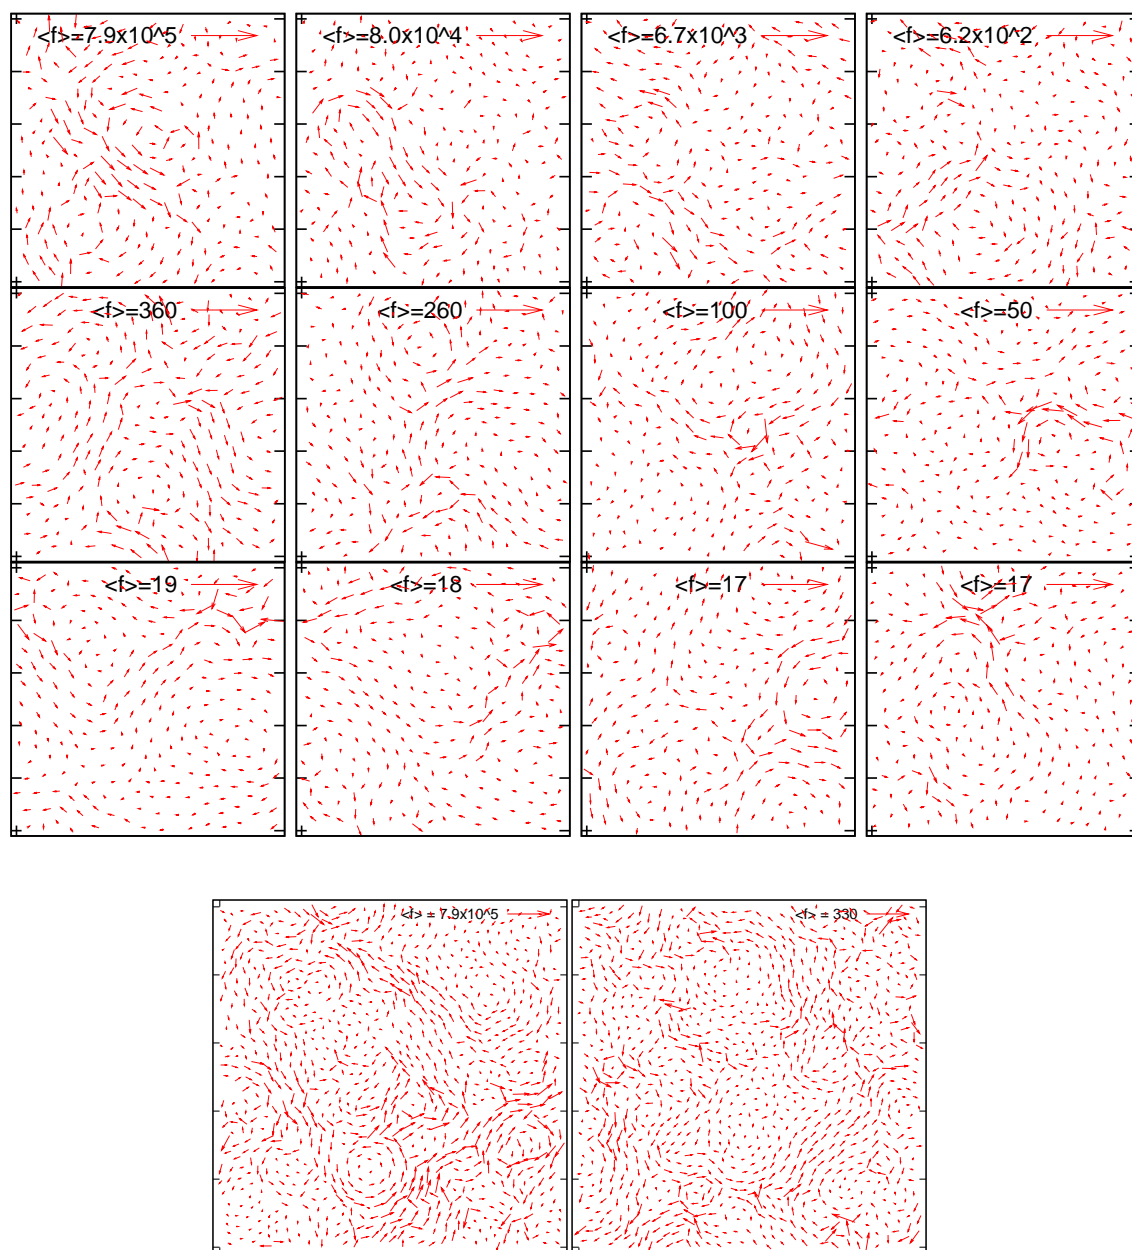 <f>=7.9x10^5
<f>=8.0x10^4
<f>=6.7x10^3
<f>=6.2x10^2
<f>=360
<f>=260
<f>=100
<f>=50
<f>=19
<f>=18
<f>=17
<f>=17
<f> = 7.9x10^5
<f> = 330